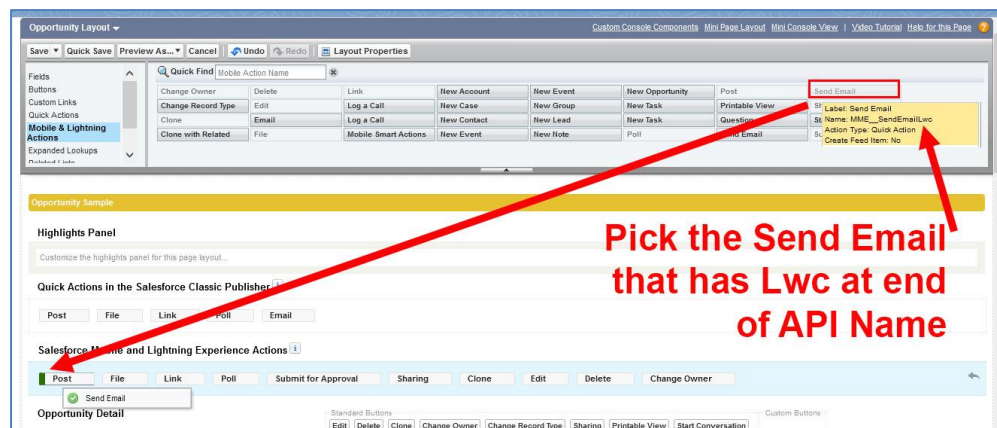 Opportunity Layout
Custom Console Components Mini Page Layout Mini Console View | Video Tutorial Help for this Page
Save Quick Save Preview As... Cancel Undo Redo Layout Properties
Fields
Buttons
Custom Links
Quick Actions
Mobile & Lightning
Actions
Expanded Lookups
Related Lists
Quick Find Mobile Action Name
Change Owner Delete Link New Account New Event New Opportunity Post Send Email
Change Record Type Edit Log a Call New Case New Group New Task Printable View
Clone Email Log a Call New Contact New Lead New Task Question
Clone with Related File Mobile Smart Actions New Event New Note Poll Email
Label: Send Email
Name: MME__SendEmailLwc
Action Type: Quick Action
Create Feed Item: No
Opportunity Sample
Highlights Panel
Customize the highlights panel for this page layout...
Quick Actions in the Salesforce Classic Publisher
Post File Link Poll Email
Salesforce Mobile and Lightning Experience Actions
Post File Link Poll Submit for Approval Sharing Clone Edit Delete Change Owner
Send Email
Opportunity Detail
Standard Buttons
Edit Delete Clone Change Owner Change Record Type Sharing Printable View Start Conversation
Custom Buttons
Pick the Send Email
that has Lwc at end
of API Name